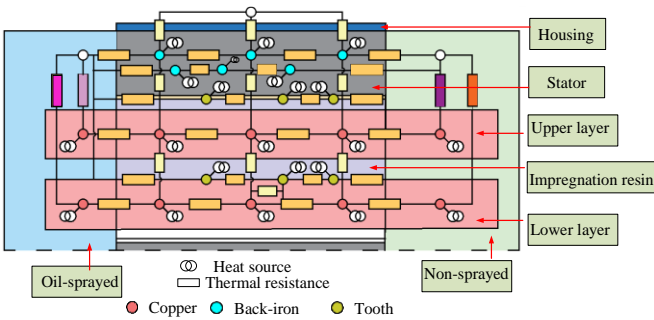 Housing
Stator
Upper layer
Impregnation resin
Lower layer
Oil-sprayed
Non-sprayed
Heat source
Thermal resistance
Copper
Back-iron
Tooth